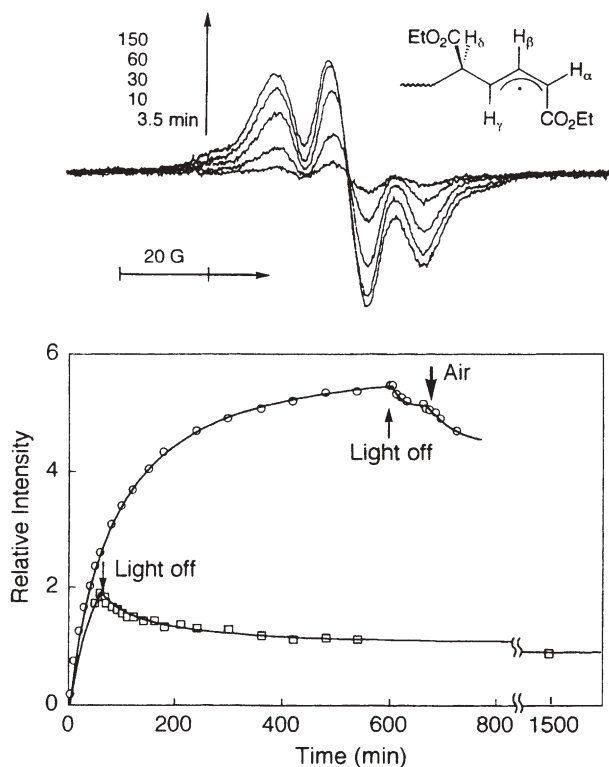 150
60
30
10
3.5 min
EtO₂C
Hδ
Hβ
Hα
Hγ
CO₂Et
20 G
6
4
2
0
Relative Intensity
Air
Light off
Light off
0
200
400
600
800
1500
Time (min)